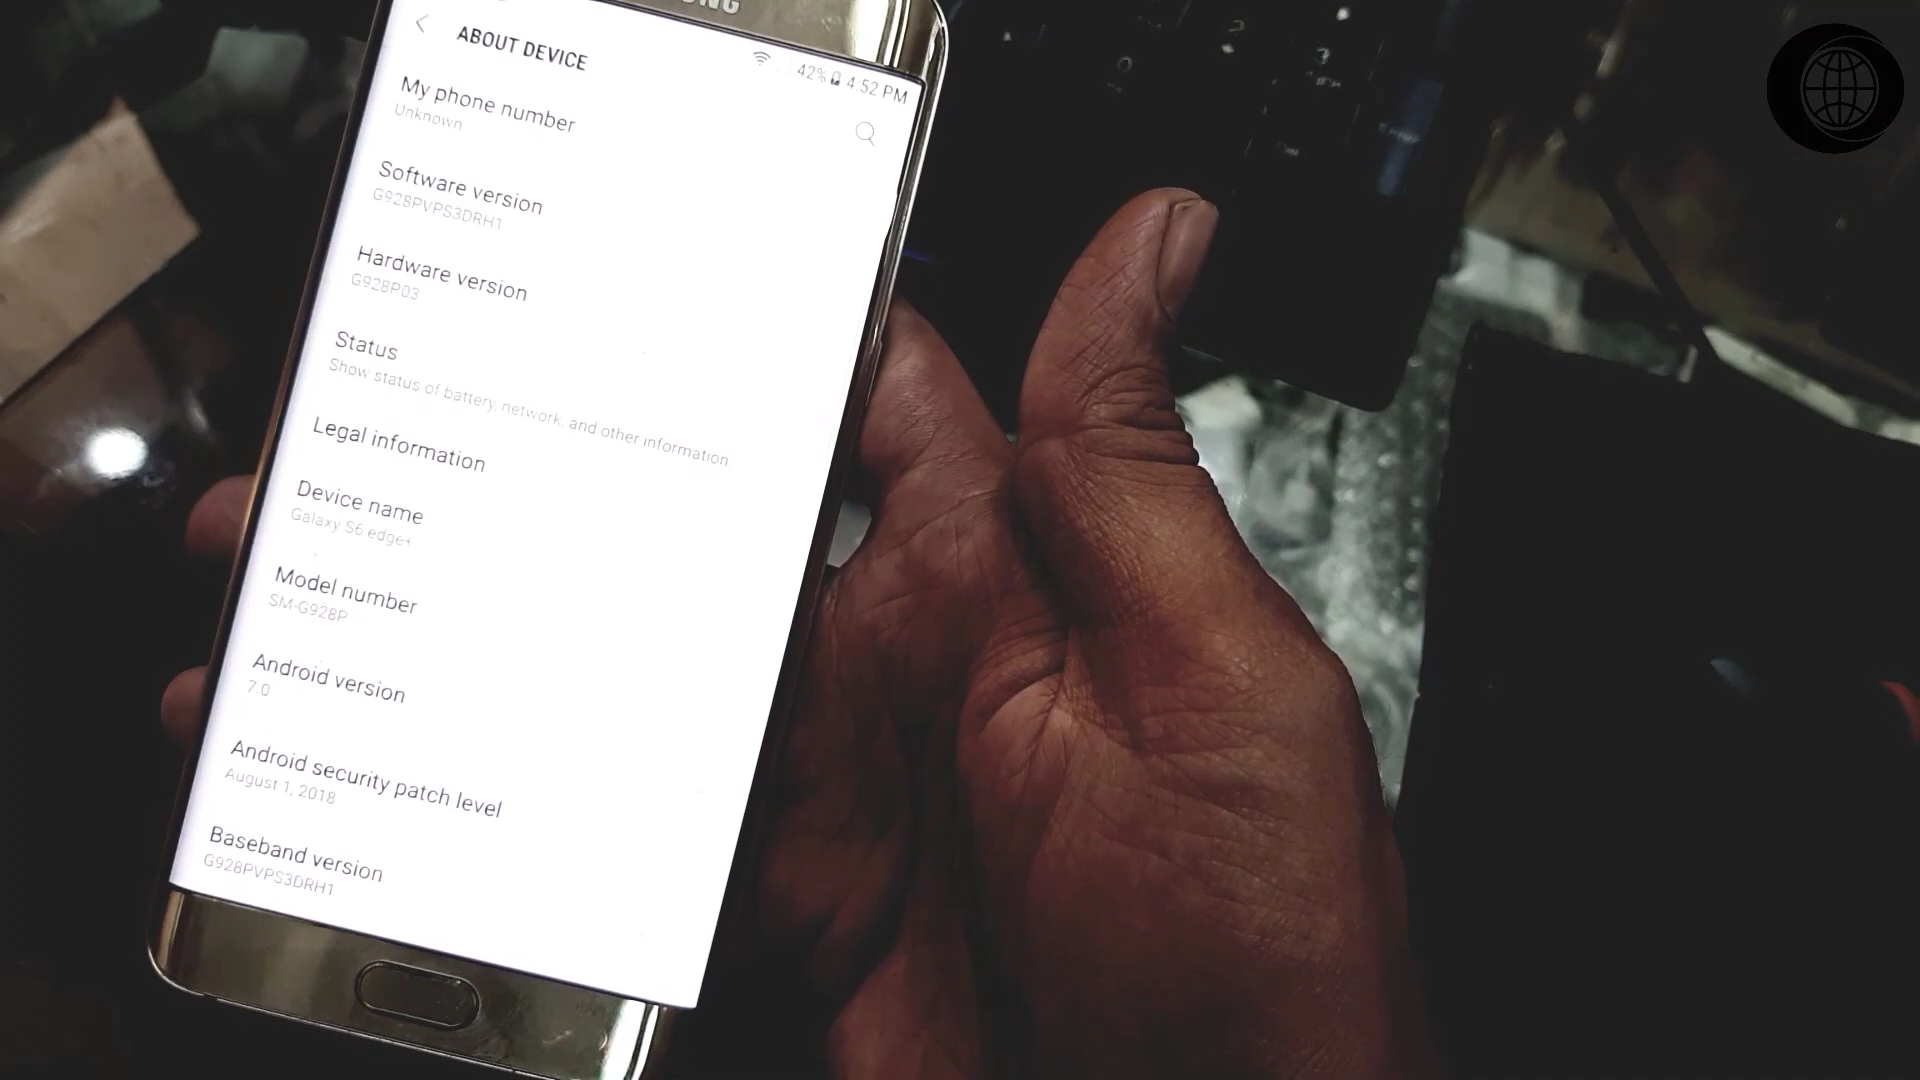 ABOUT DEVICE
42% 4:52 PM
My phone number
Unknown
Software version
G928PVPS3DRH1
Hardware version
G928P03
Status
Show status of battery, network, and other information.
Legal information
Device name
Galaxy S6 edge+
Model number
SM-G928P
Android version
7.0
Android security patch level
August 1, 2018
Baseband version
G928PVPS3DRH1